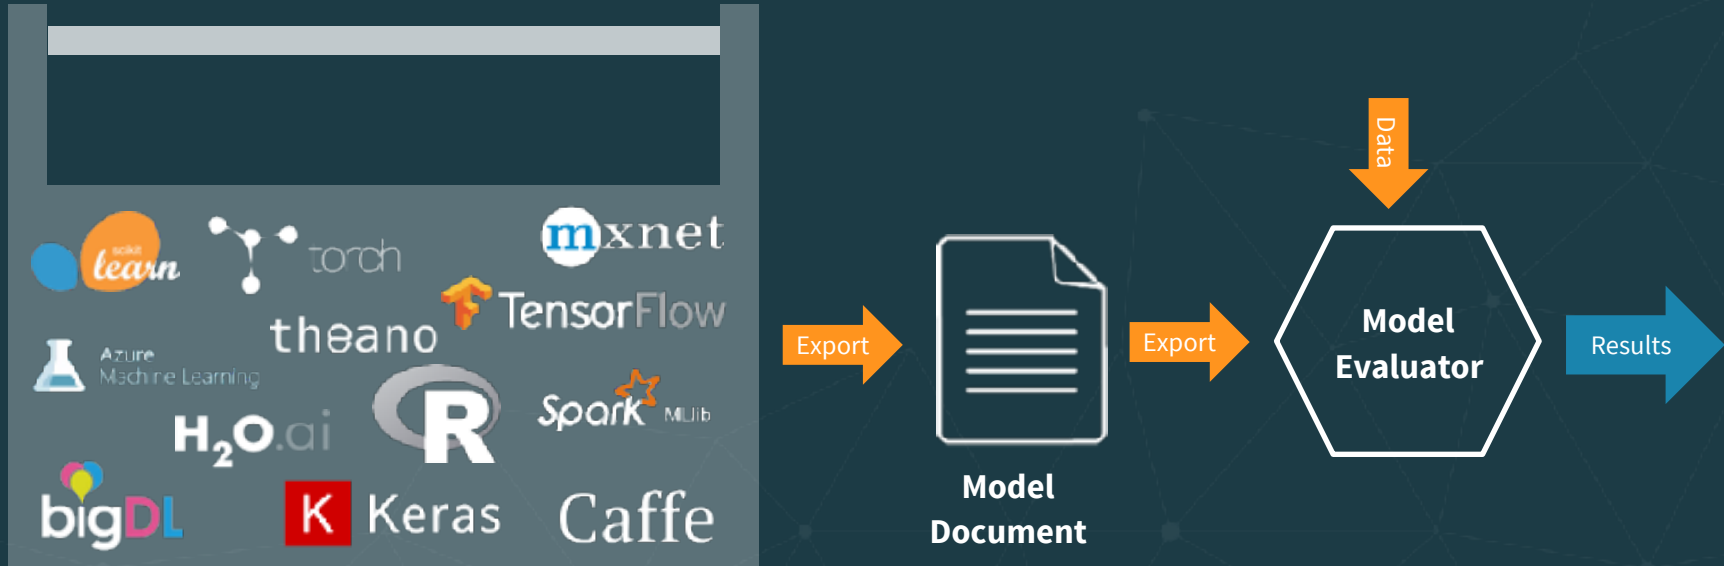 scikit
learn
torch
mxnet
theano
TensorFlow
Azure
Machine Learning
H2O.ai
R
Spark MLlib
bigDL
K Keras
Caffe
Export
Model
Document
Export
Data
Model
Evaluator
Results